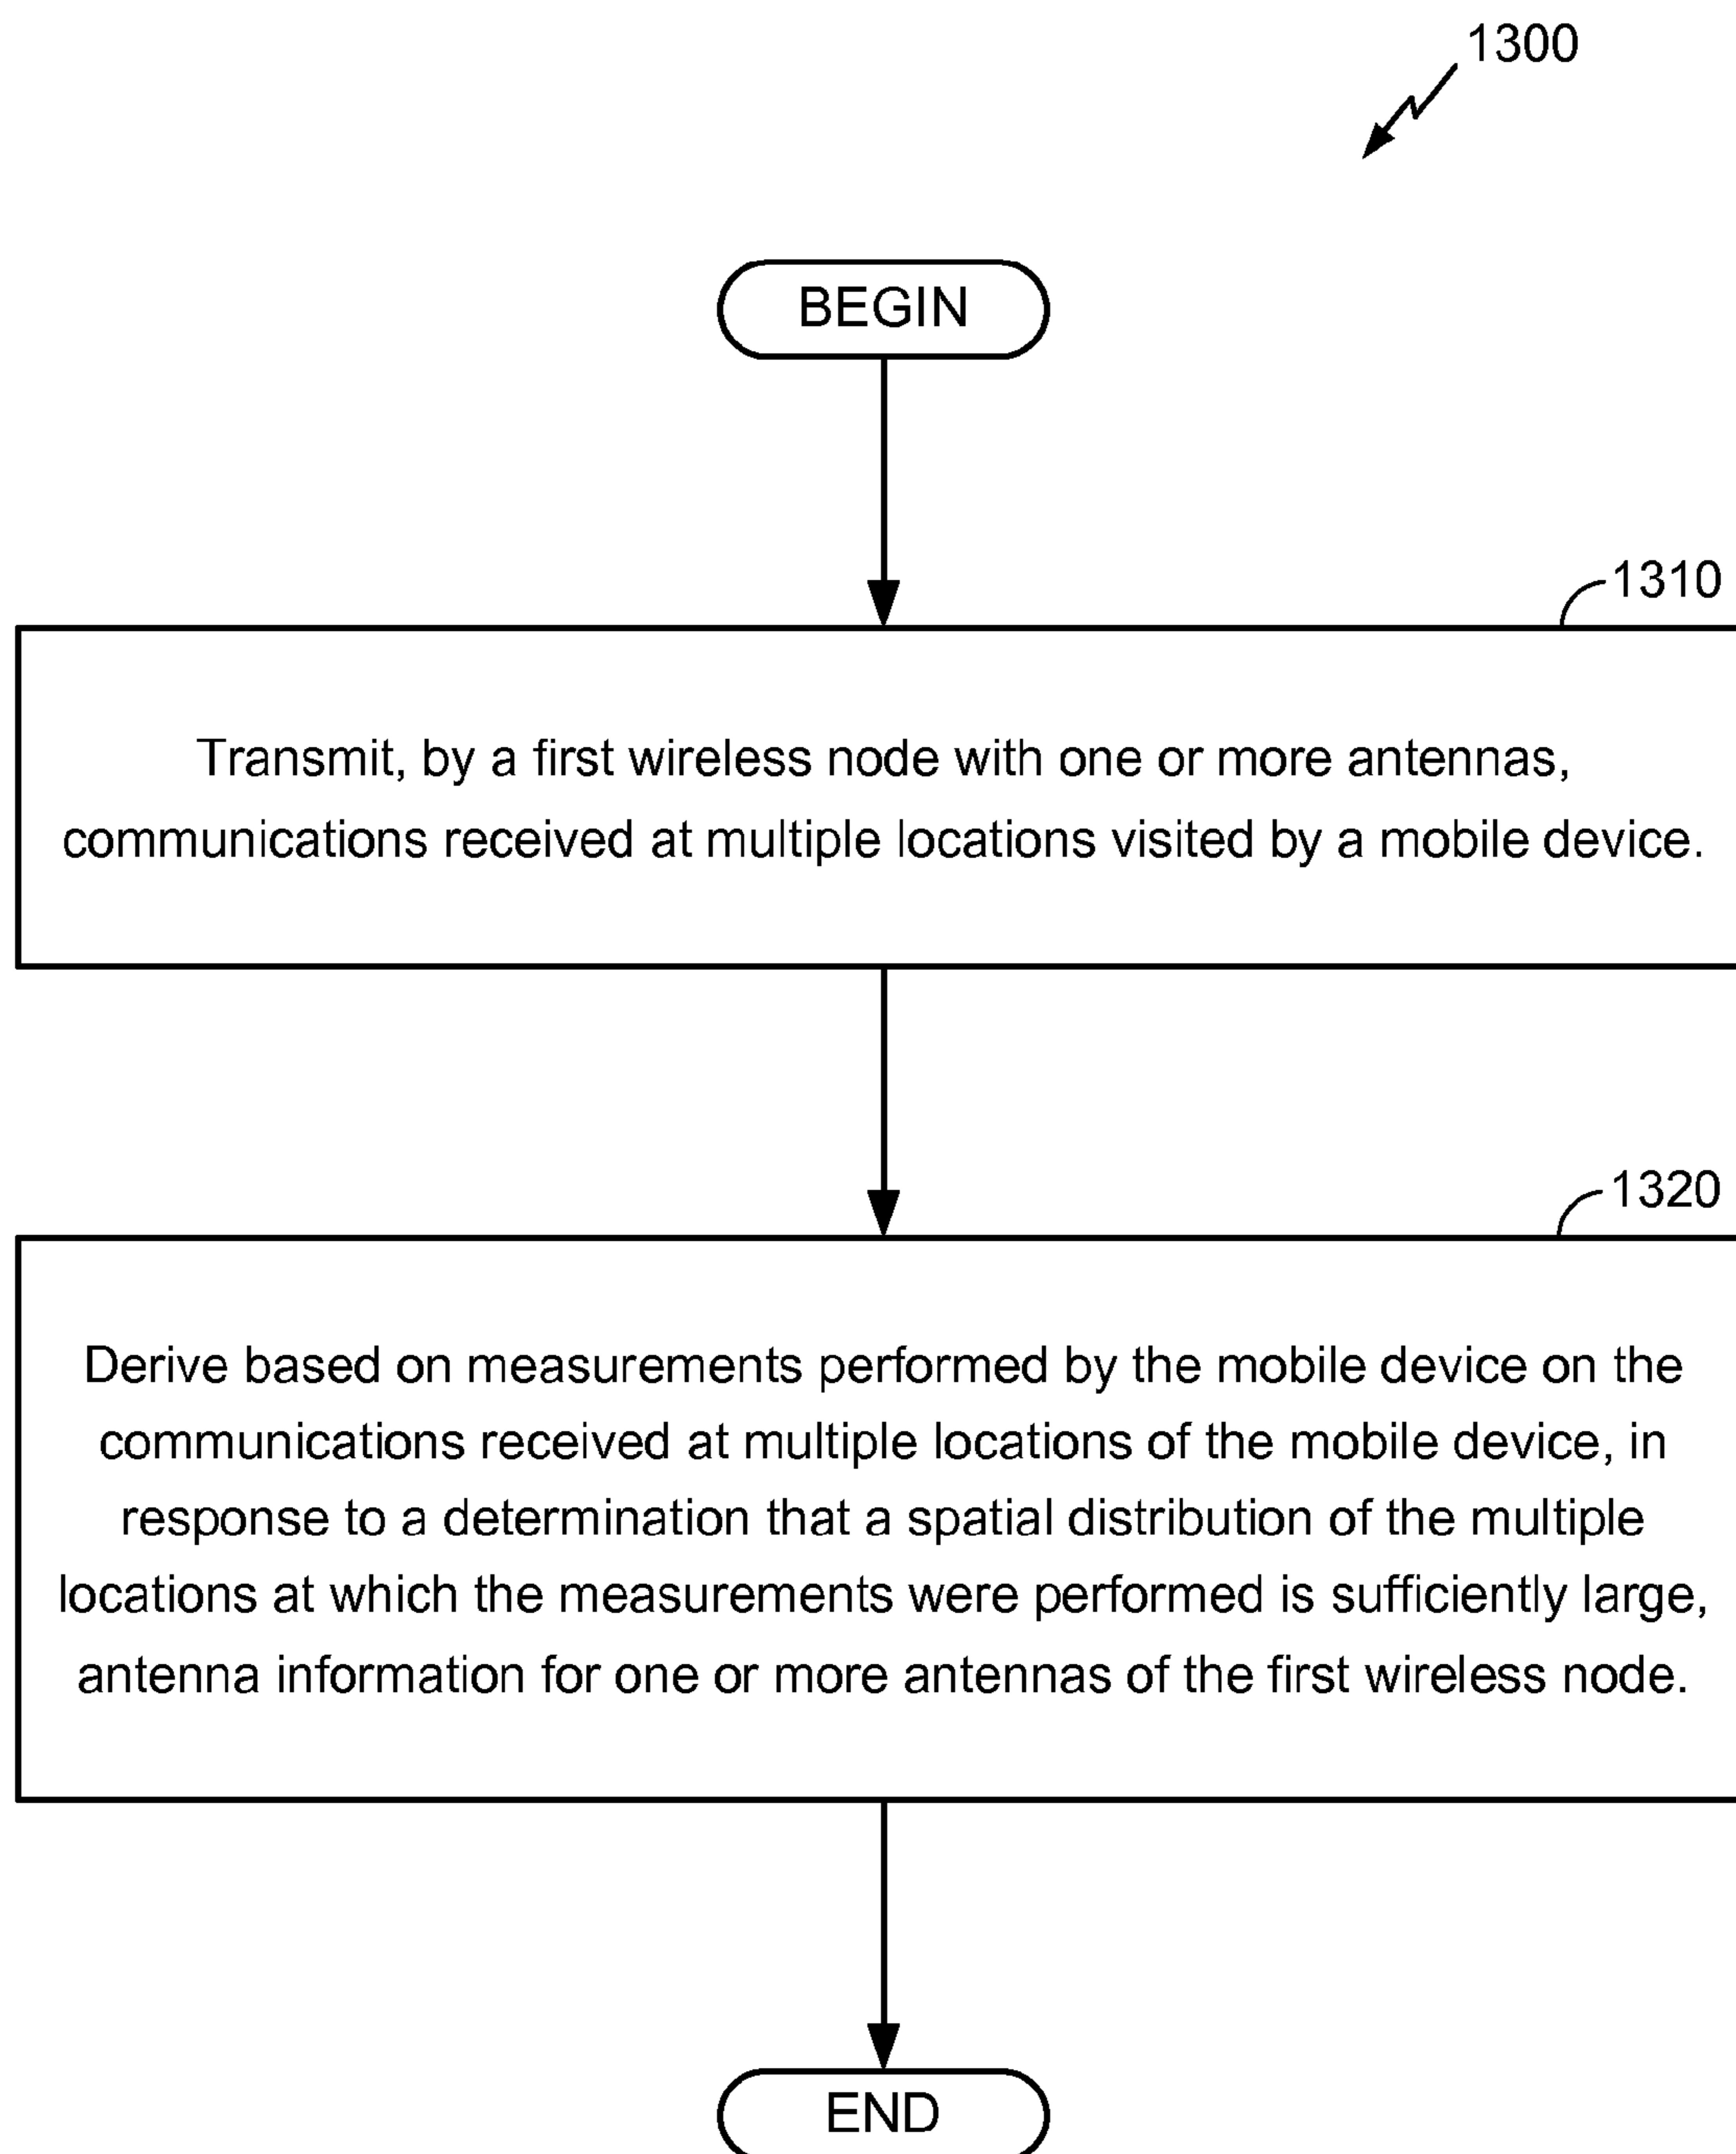 1300
BEGIN
1310
Transmit, by a first wireless node with one or more antennas,
communications received at multiple locations visited by a mobile device.
1320
Derive based on measurements performed by the mobile device on the
communications received at multiple locations of the mobile device, in
response to a determination that a spatial distribution of the multiple
locations at which the measurements were performed is sufficiently large,
antenna information for one or more antennas of the first wireless node.
END